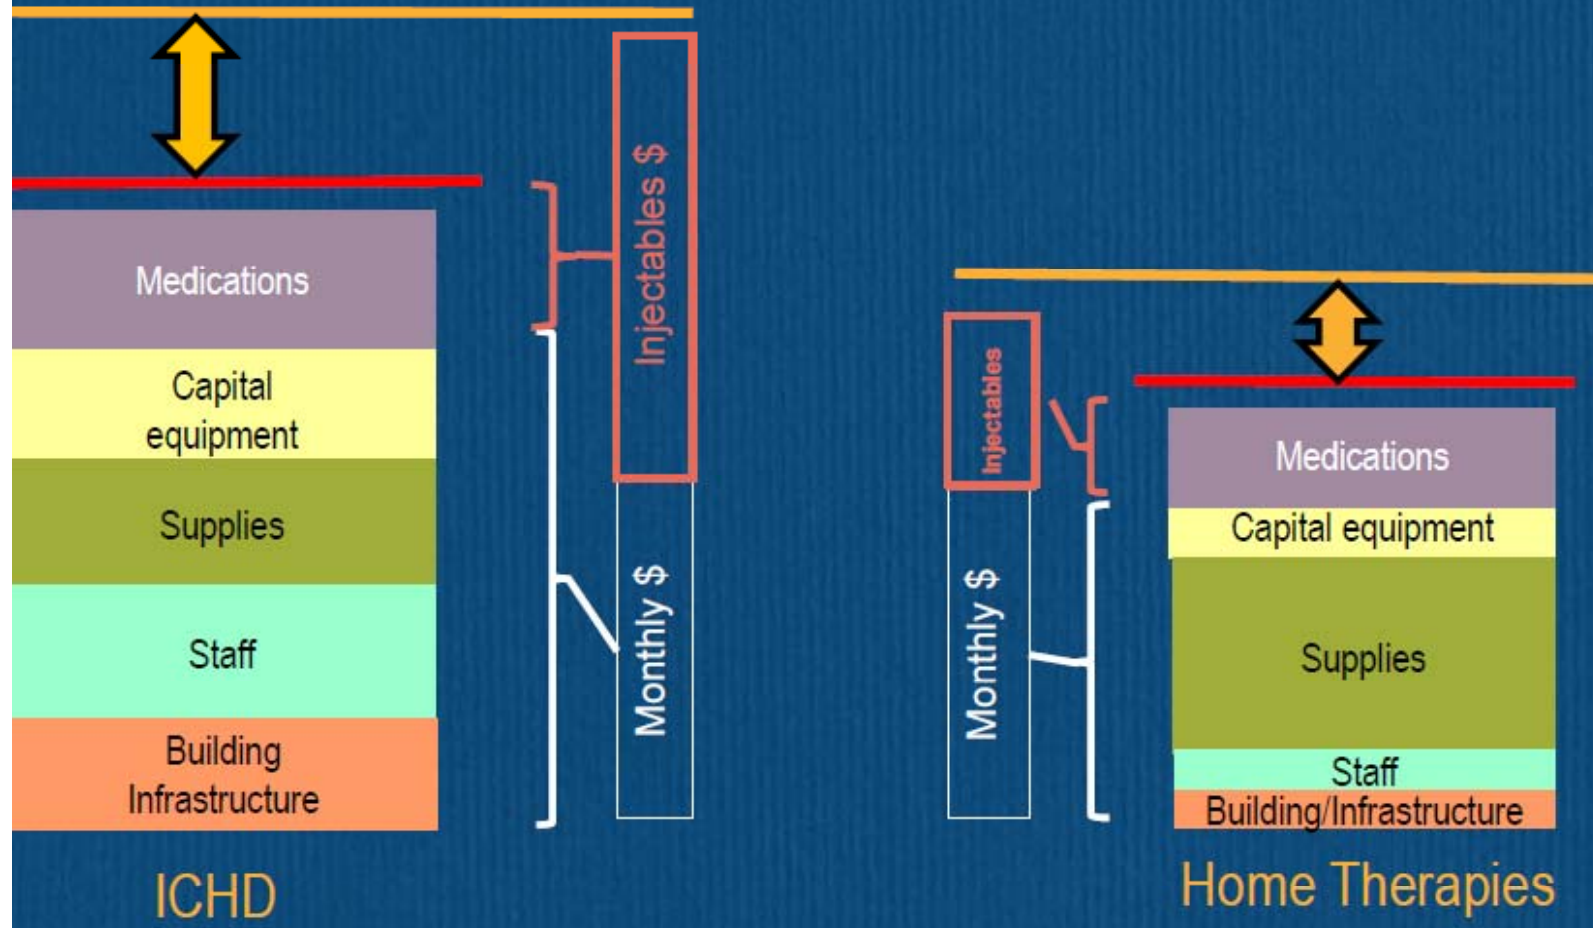 Medications
Capital
equipment
Supplies
Staff
Building
Infrastructure
ICHD
Injectables $
Monthly $
Injectables
Monthly $
Medications
Capital equipment
Supplies
Staff
Building/Infrastructure
Home Therapies